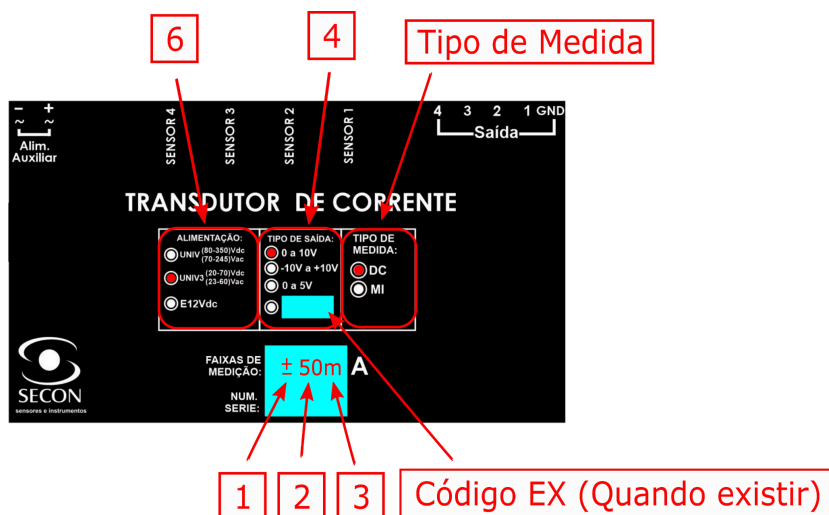 6
4
Tipo de Medida
− +
~ ~
Alim.
Auxiliar
SENSOR 4
SENSOR 3
SENSOR 2
SENSOR 1
4 3 2 1 GND
Saída
TRANSDUTOR DE CORRENTE
ALIMENTAÇÃO:
UNIV (80-350)Vdc
(70-245)Vac
UNIV3 (20-70)Vdc
(23-60)Vac
E12Vdc
TIPO DE SAÍDA:
0 a 10V
-10V a +10V
0 a 5V
TIPO DE
MEDIDA:
DC
MI
FAIXAS DE
MEDIÇÃO:
± 50m A
NUM.
SERIE:
SECON
sensores e instrumentos
1
2
3
Código EX (Quando existir)